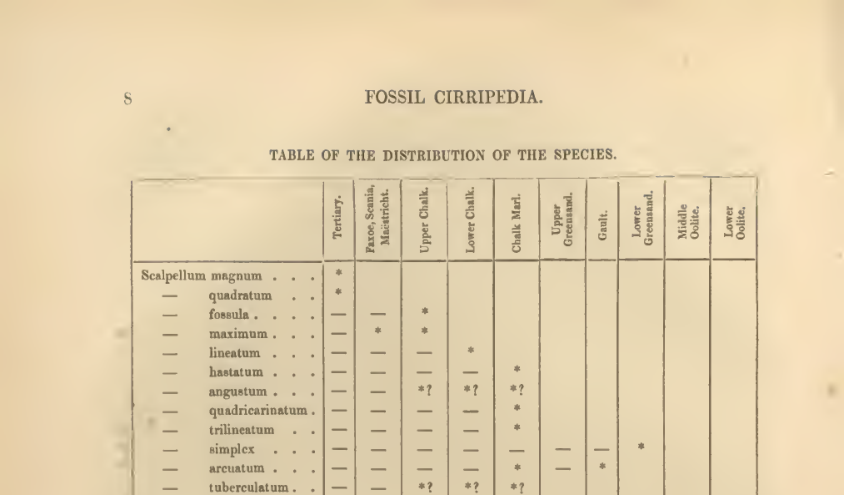 8 FOSSIL CIRRIPEDIA.
TABLE OF THE DISTRIBUTION OF THE SPECIES.
Tertiary. Faxoe, Scania, Maëstricht. Upper Chalk. Lower Chalk. Chalk Marl. Upper Greensand. Gault. Lower Greensand. Middle Oolite. Lower Oolite.
Scalpellum magnum . . . *
— quadratum . . *
— fossula . . . . — — *
— maximum . . . — * *
— lineatum . . . — — — *
— hastatum . . . — — — — *
— angustum . . . — — *? *? *?
— quadricarinatum . — — — — *
— trilineatum . . — — — — *
— simplex . . . — — — — — — — *
— arcuatum . . . — — — — * — *
— tuberculatum . . — — *? *? *?